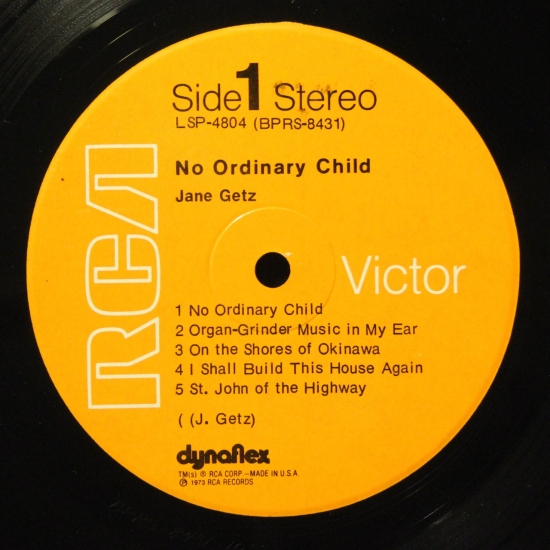 Side 1 Stereo
LSP-4804 (BPRS-8431)
No Ordinary Child
Jane Getz
RCA
Victor
1 No Ordinary Child
2 Organ-Grinder Music in My Ear
3 On the Shores of Okinawa
4 I Shall Build This House Again
5 St. John of the Highway
( (J. Getz)
dynaflex
TM(s) ® RCA CORP.–MADE IN U.S.A.
℗ 1973 RCA RECORDS